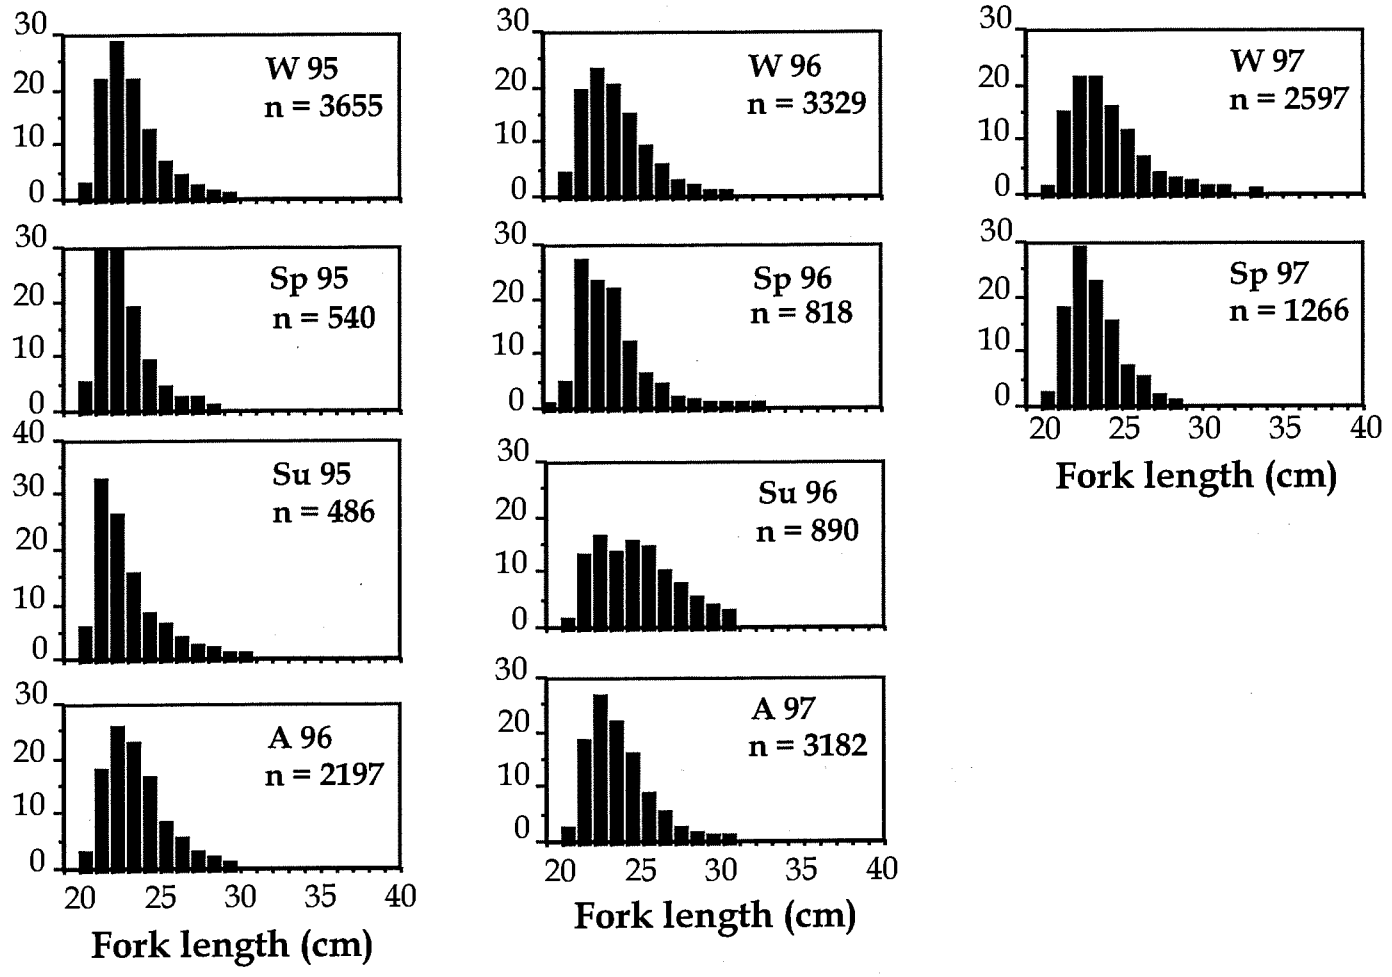 30
20
10
0
W 95
n = 3655
30
20
10
0
Sp 95
n = 540
40
30
20
10
0
Su 95
n = 486
30
20
10
0
A 96
n = 2197
20 25 30 35 40
Fork length (cm)
30
20
10
0
W 96
n = 3329
30
20
10
0
Sp 96
n = 818
30
20
10
0
Su 96
n = 890
30
20
10
0
A 97
n = 3182
20 25 30 35 40
Fork length (cm)
30
20
10
0
W 97
n = 2597
30
20
10
0
Sp 97
n = 1266
20 25 30 35 40
Fork length (cm)